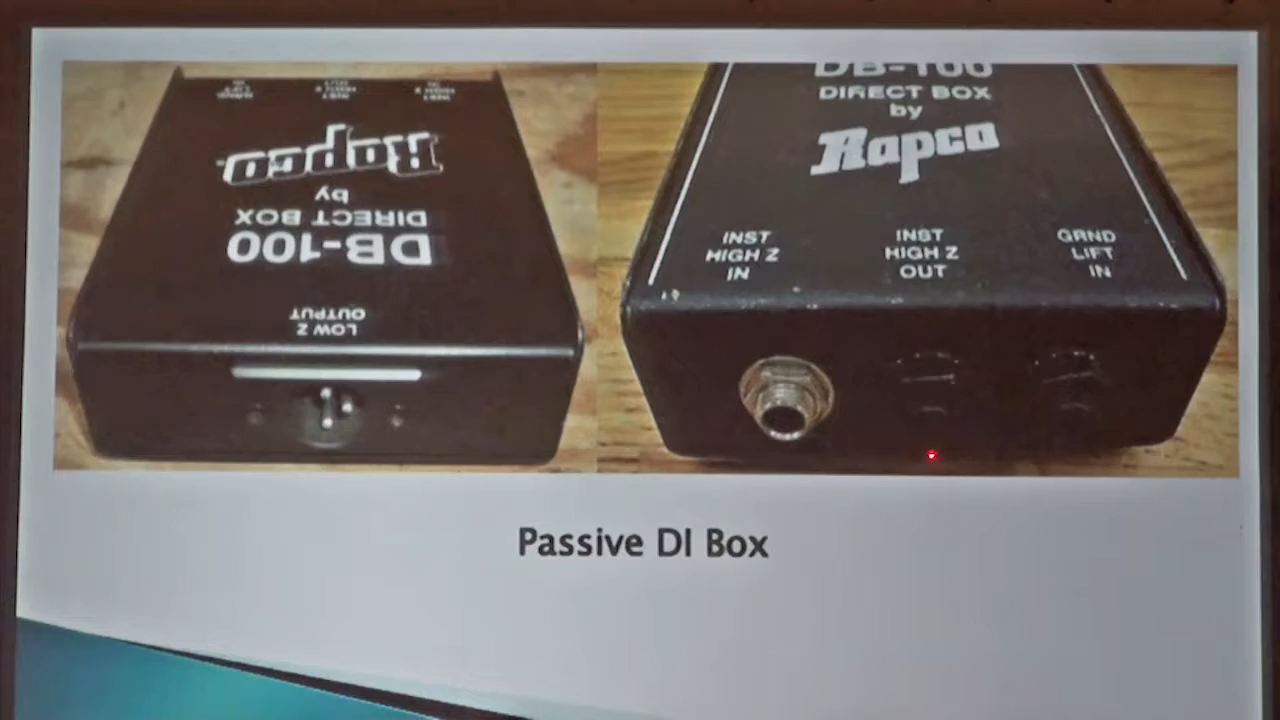 Rapco
by
DIRECT BOX
DB-100
LOW Z
OUTPUT
DB-100
DIRECT BOX
by
Rapco
INST
HIGH Z
IN
INST
HIGH Z
OUT
GRND
LIFT
IN
Passive DI Box